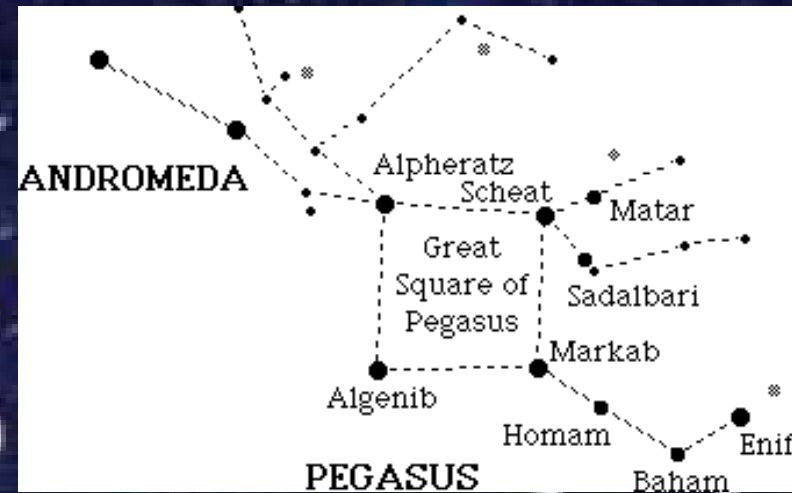 Alpheratz
ANDROMEDA
Scheat
Matar
Great
Square of
Pegasus
Sadalbari
Markab
Algenib
Homam
Enif
PEGASUS
Baham